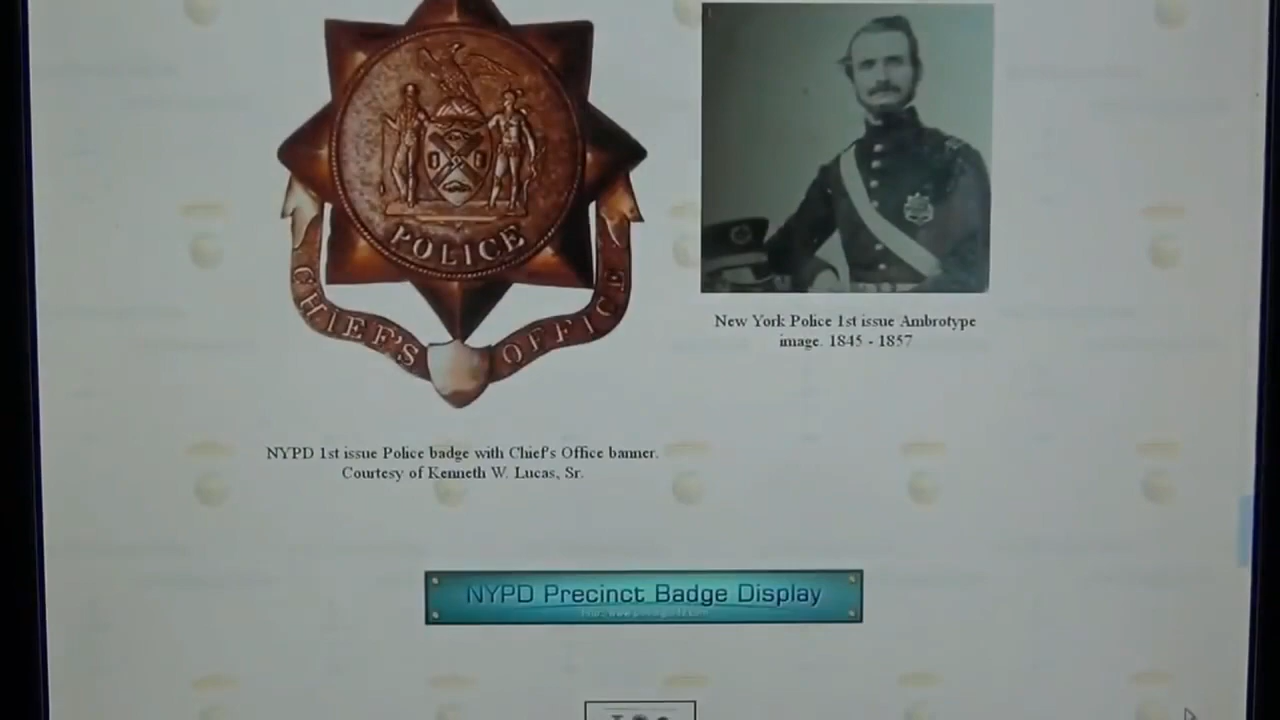 POLICE
CHIEF'S OFFICE
New York Police 1st issue Ambrotype
image. 1845 - 1857
NYPD 1st issue Police badge with Chief's Office banner.
Courtesy of Kenneth W. Lucas, Sr.
NYPD Precinct Badge Display